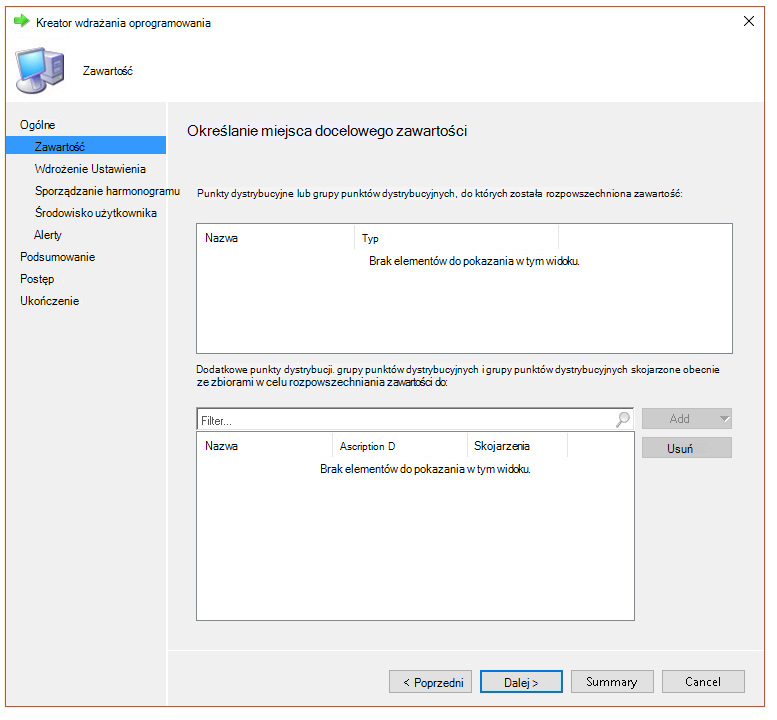 Kreator wdrażania oprogramowania
Zawartość
Ogólne
Zawartość
Wdrożenie Ustawienia
Sporządzanie harmonogramu
Środowisko użytkownika
Alerty
Podsumowanie
Postęp
Ukończenie
Określanie miejsca docelowego zawartości
Punkty dystrybucyjne lub grupy punktów dystrybucyjnych, do których została rozpowszechniona zawartość:
Nazwa Typ
Brak elementów do pokazania w tym widoku.
Dodatkowe punkty dystrybucji. grupy punktów dystrybucyjnych i grupy punktów dystrybucyjnych skojarzone obecnie
ze zbiorami w celu rozpowszechniania zawartości do:
Filter... Add
Nazwa Ascription D Skojarzenia Usuń
Brak elementów do pokazania w tym widoku.
< Poprzedni Dalej > Summary Cancel